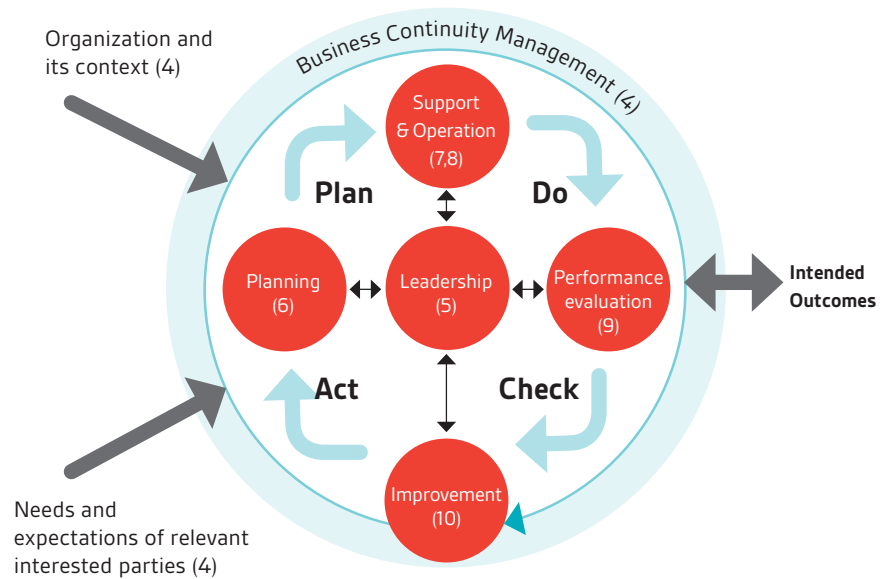 Organization and
its context (4)
Business Continuity Management (4)
Support
& Operation
(7,8)
Plan
Do
Planning
(6)
Leadership
(5)
Performance
evaluation
(9)
Intended
Outcomes
Act
Check
Improvement
(10)
Needs and
expectations of relevant
interested parties (4)